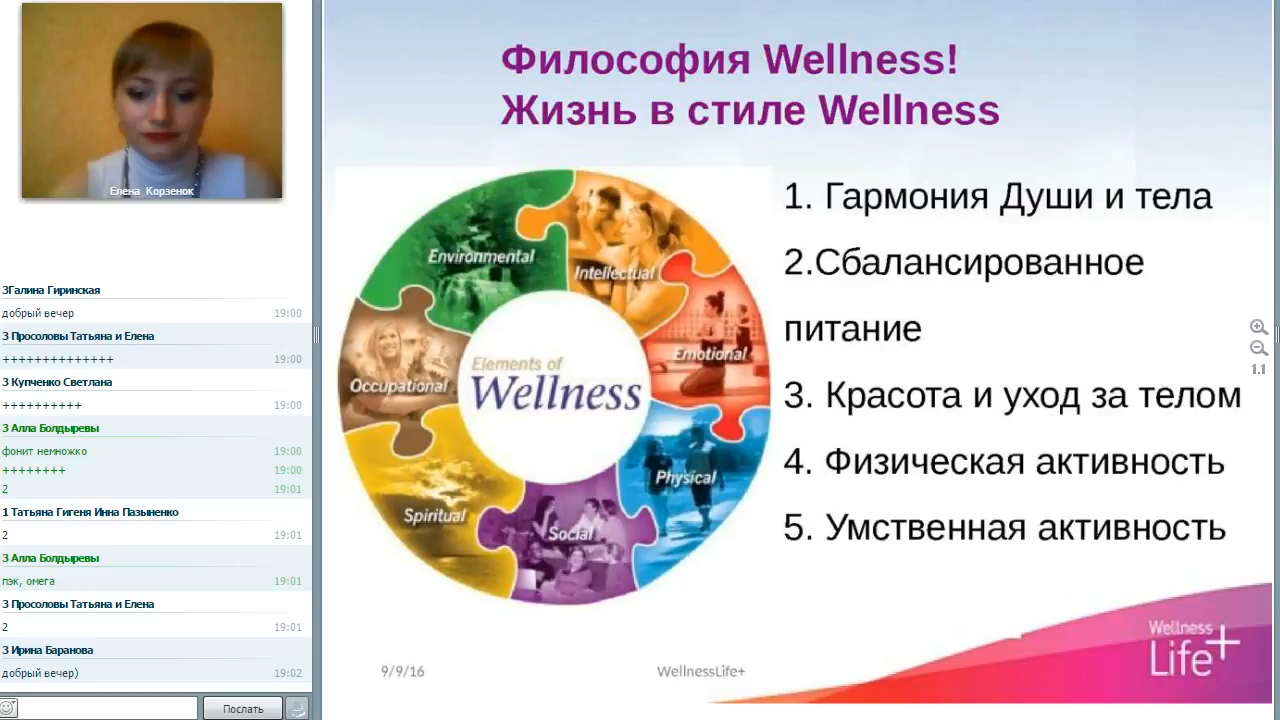 Елена Корзенок
3Галина Гиринская
добрый вечер 19:00
3 Просоловы Татьяна и Елена
++++++++++++++ 19:00
3 Купченко Светлана
++++++++++ 19:00
3 Алла Болдыревы
фонит немножко 19:00
++++++++ 19:00
2 19:01
1 Татьяна Гигеня Инна Пазыненко
2 19:01
3 Алла Болдыревы
пэк, омега 19:01
3 Просоловы Татьяна и Елена
2 19:01
3 Ирина Баранова
добрый вечер) 19:02
Послать
Философия Wellness!
Жизнь в стиле Wellness
Environmental
Intellectual
Emotional
Physical
Social
Spiritual
Occupational
Elements of
Wellness
1. Гармония Души и тела
2.Сбалансированное
питание
3. Красота и уход за телом
4. Физическая активность
5. Умственная активность
9/9/16
WellnessLife+
Wellness
Life+
1.1